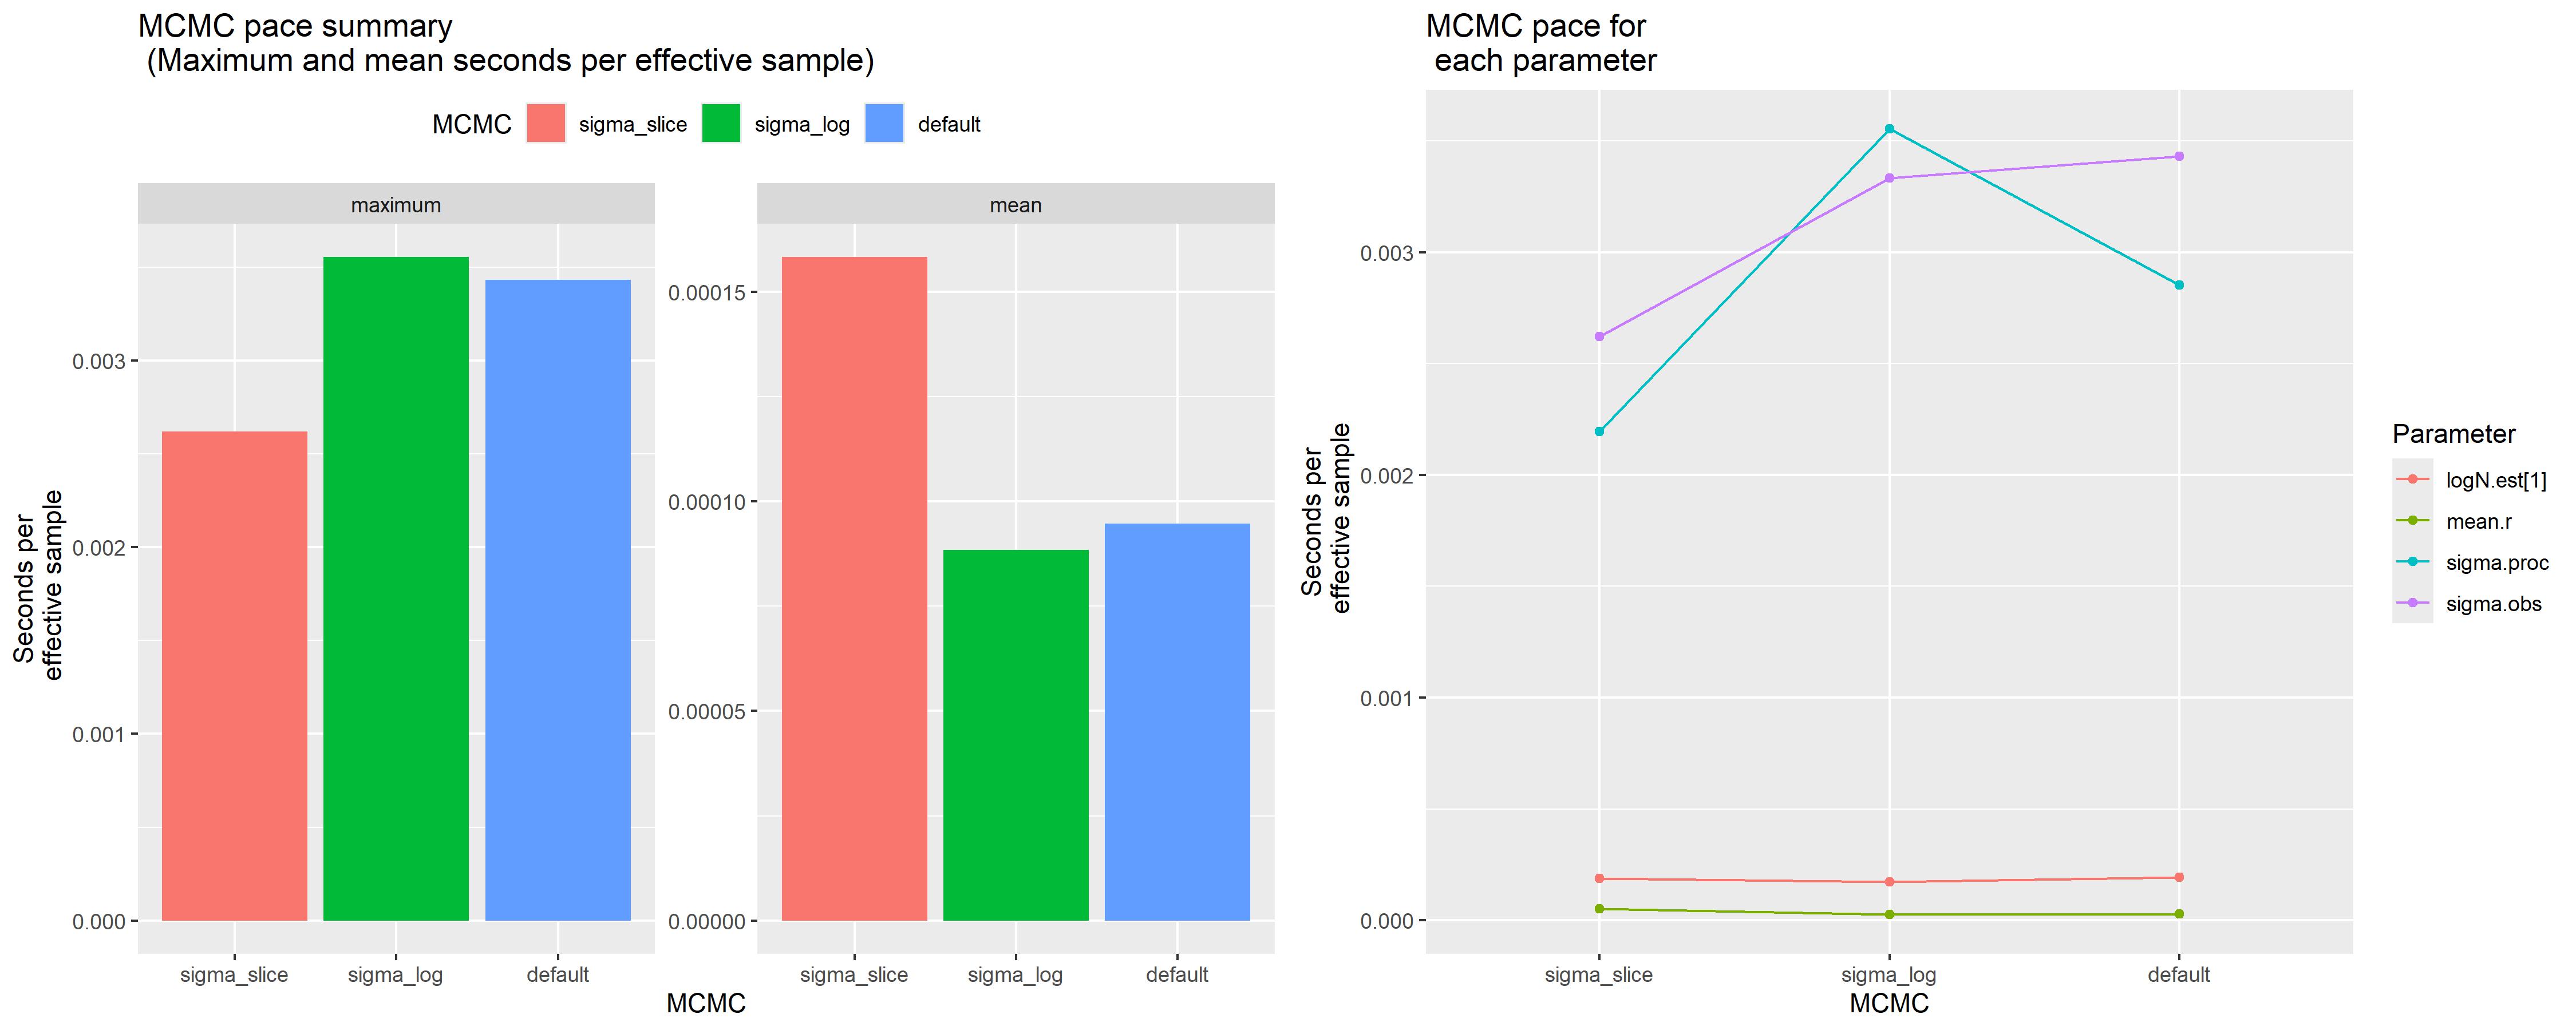 MCMC pace summary
(Maximum and mean seconds per effective sample)
MCMC
sigma_slice
sigma_log
default
maximum
mean
Seconds per
effective sample
0.003
0.002
0.001
0.000
0.00015
0.00010
0.00005
0.00000
sigma_slice
sigma_log
default
sigma_slice
sigma_log
default
MCMC
MCMC pace for
each parameter
Seconds per
effective sample
0.003
0.002
0.001
0.000
sigma_slice
sigma_log
default
MCMC
Parameter
logN.est[1]
mean.r
sigma.proc
sigma.obs